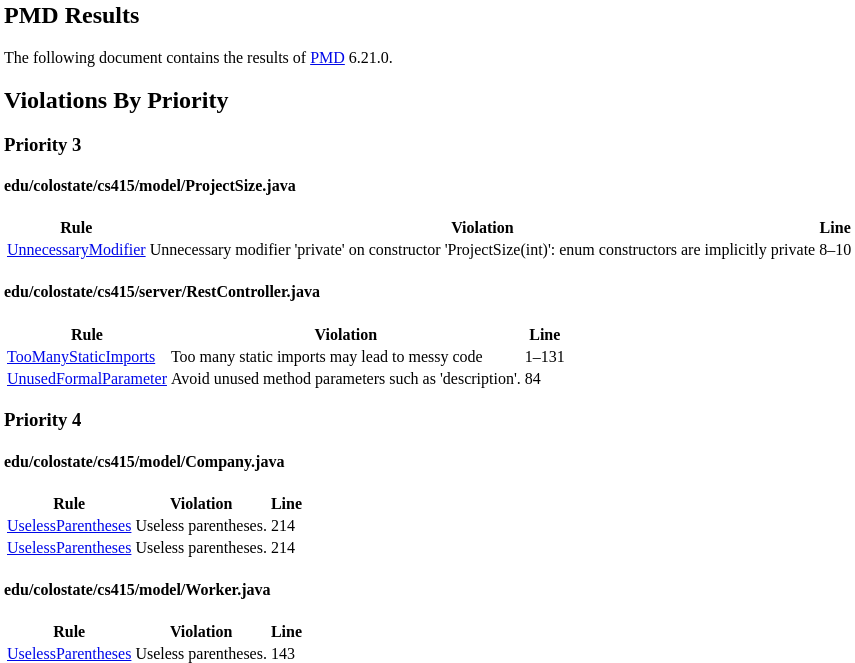 PMD Results
The following document contains the results of PMD 6.21.0.
Violations By Priority
Priority 3
edu/colostate/cs415/model/ProjectSize.java
Rule Violation Line
UnnecessaryModifier Unnecessary modifier 'private' on constructor 'ProjectSize(int)': enum constructors are implicitly private 8–10
edu/colostate/cs415/server/RestController.java
Rule Violation Line
TooManyStaticImports Too many static imports may lead to messy code 1–131
UnusedFormalParameter Avoid unused method parameters such as 'description'. 84
Priority 4
edu/colostate/cs415/model/Company.java
Rule Violation Line
UselessParentheses Useless parentheses. 214
UselessParentheses Useless parentheses. 214
edu/colostate/cs415/model/Worker.java
Rule Violation Line
UselessParentheses Useless parentheses. 143